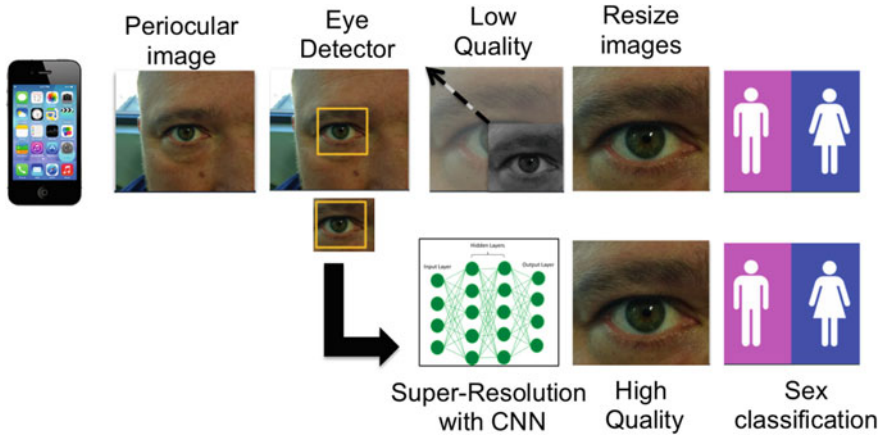 Periocular
image
Eye
Detector
Low
Quality
Resize
images
Hidden Layers
Input Layer
Output Layer
Super-Resolution
with CNN
High
Quality
Sex
classification